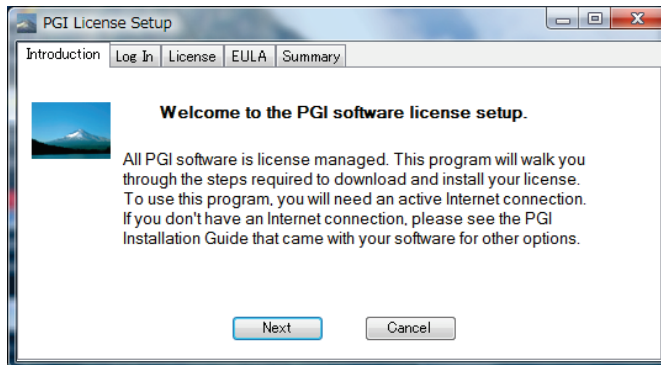 PGI License Setup
Introduction Log In License EULA Summary
Welcome to the PGI software license setup.
All PGI software is license managed. This program will walk you
through the steps required to download and install your license.
To use this program, you will need an active Internet connection.
If you don't have an Internet connection, please see the PGI
Installation Guide that came with your software for other options.
Next Cancel